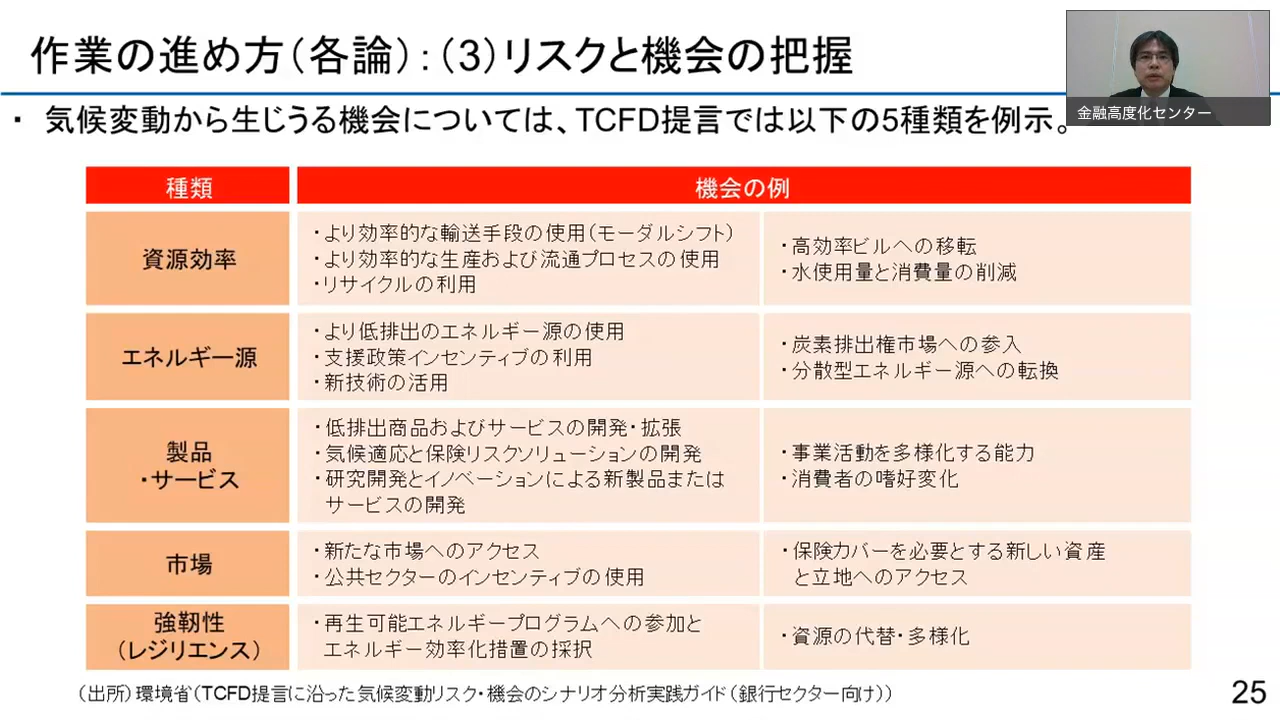 作業の進め方(各論):(3)リスクと機会の把握
金融高度化センター
・ 気候変動から生じうる機会については、TCFD提言では以下の5種類を例示。
種類
機会の例
資源効率
・より効率的な輸送手段の使用(モーダルシフト)
・より効率的な生産および流通プロセスの使用
・リサイクルの利用
・高効率ビルへの移転
・水使用量と消費量の削減
エネルギー源
・より低排出のエネルギー源の使用
・支援政策インセンティブの利用
・新技術の活用
・炭素排出権市場への参入
・分散型エネルギー源への転換
製品
・サービス
・低排出商品およびサービスの開発・拡張
・気候適応と保険リスクソリューションの開発
・研究開発とイノベーションによる新製品または
サービスの開発
・事業活動を多様化する能力
・消費者の嗜好変化
市場
・新たな市場へのアクセス
・公共セクターのインセンティブの使用
・保険カバーを必要とする新しい資産
と立地へのアクセス
強靭性
(レジリエンス)
・再生可能エネルギープログラムへの参加と
エネルギー効率化措置の採択
・資源の代替・多様化
(出所)環境省(TCFD提言に沿った気候変動リスク・機会のシナリオ分析実践ガイド(銀行セクター向け))
25